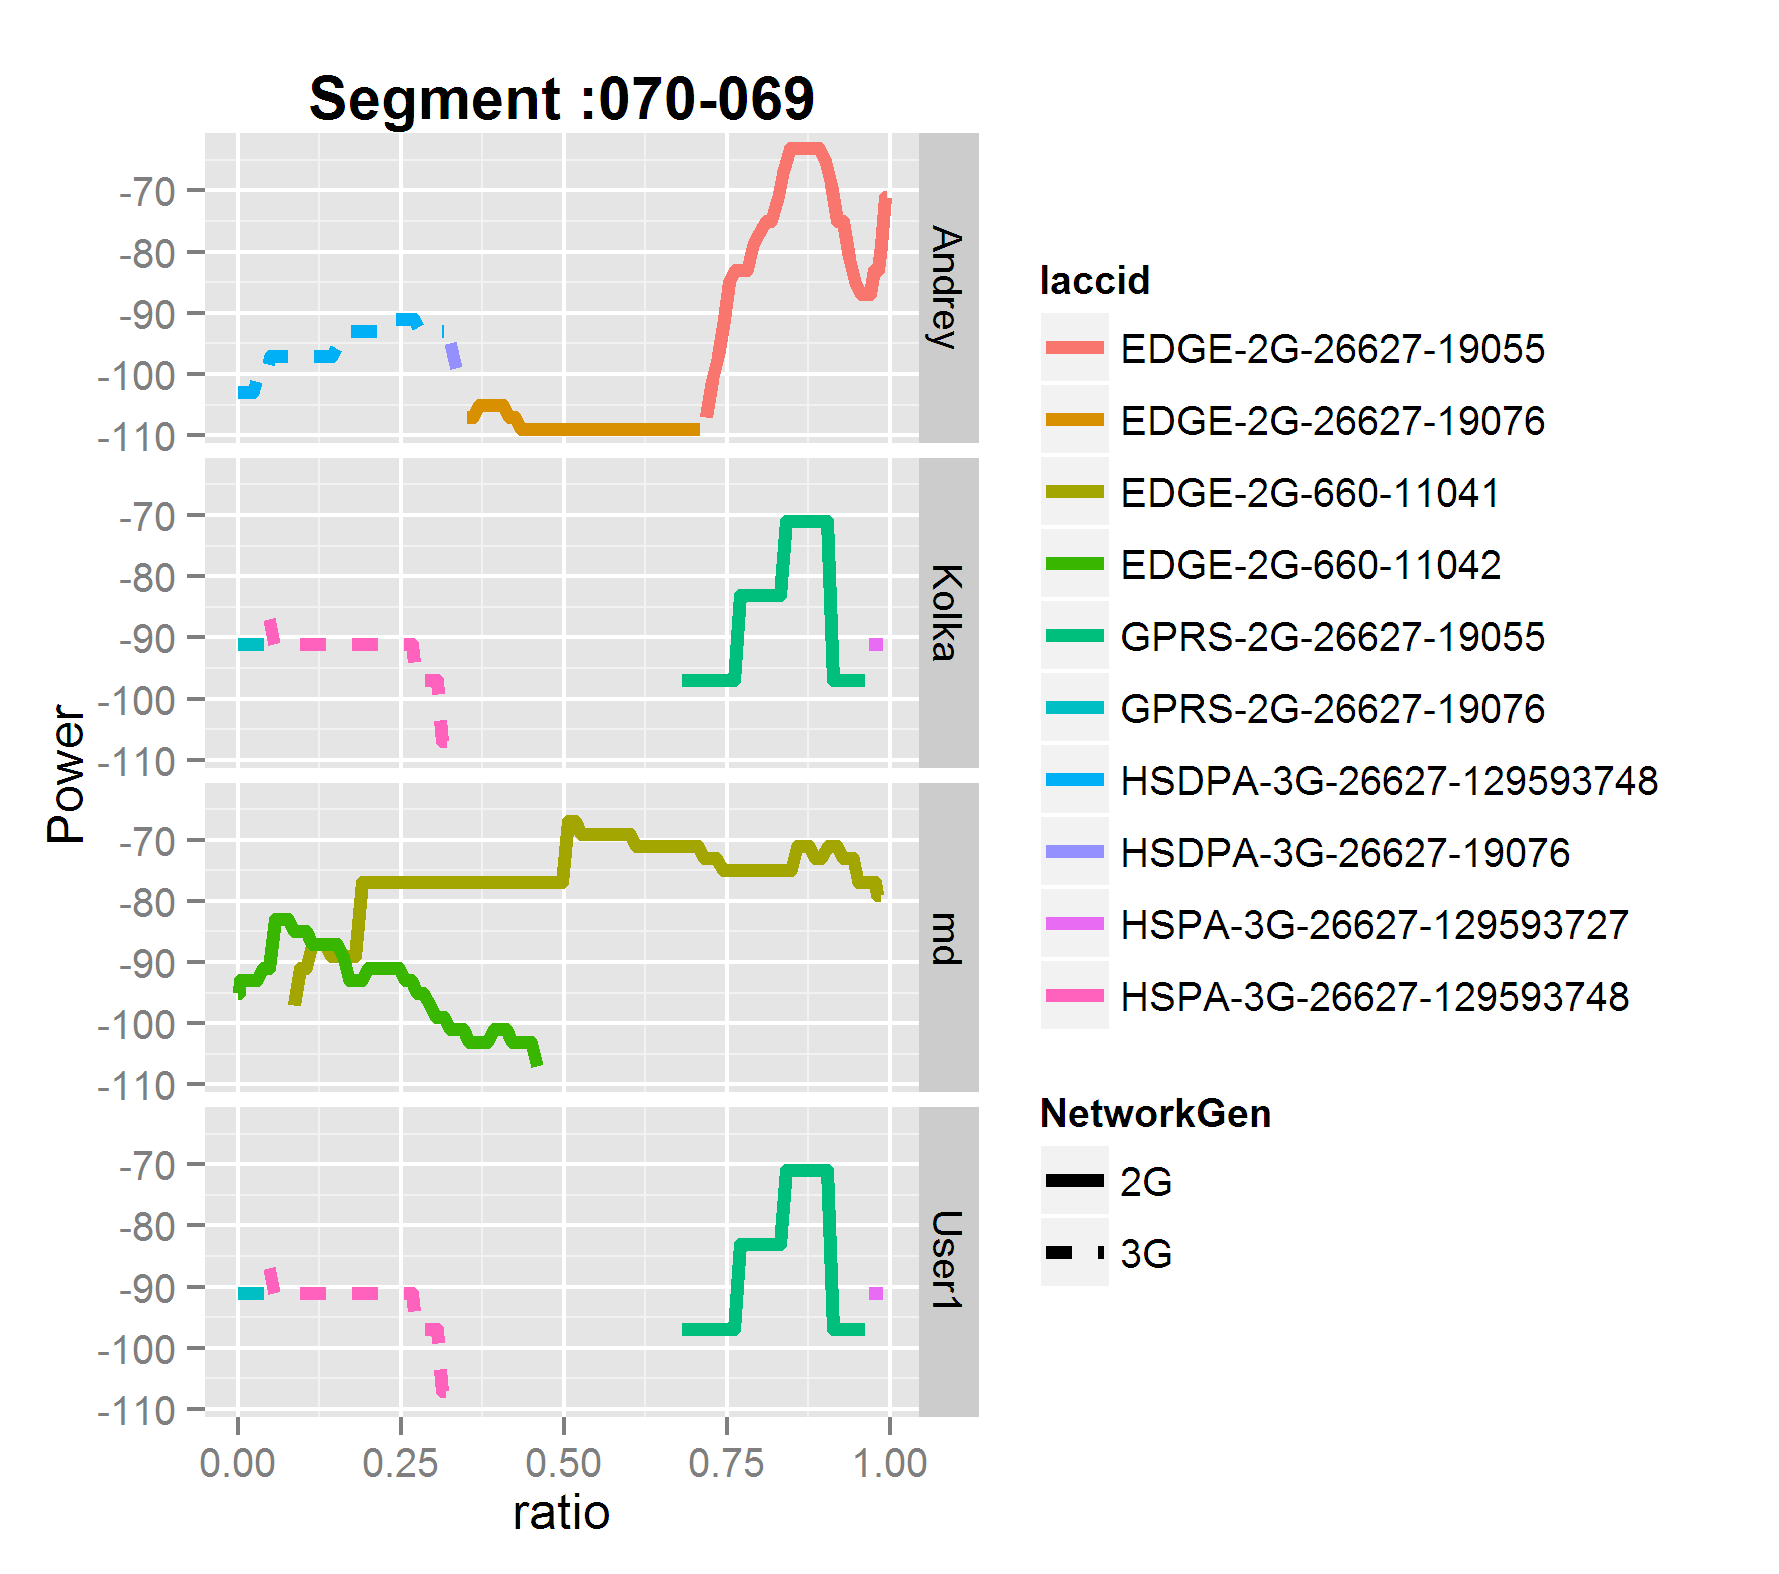 Segment :070-069
-70
-80
-90
-100
-110
Andrey
-70
-80
-90
-100
-110
Kolka
-70
-80
-90
-100
-110
md
-70
-80
-90
-100
-110
User1
0.00 0.25 0.50 0.75 1.00
ratio
Power
laccid
EDGE-2G-26627-19055
EDGE-2G-26627-19076
EDGE-2G-660-11041
EDGE-2G-660-11042
GPRS-2G-26627-19055
GPRS-2G-26627-19076
HSDPA-3G-26627-129593748
HSDPA-3G-26627-19076
HSPA-3G-26627-129593727
HSPA-3G-26627-129593748
NetworkGen
2G
3G